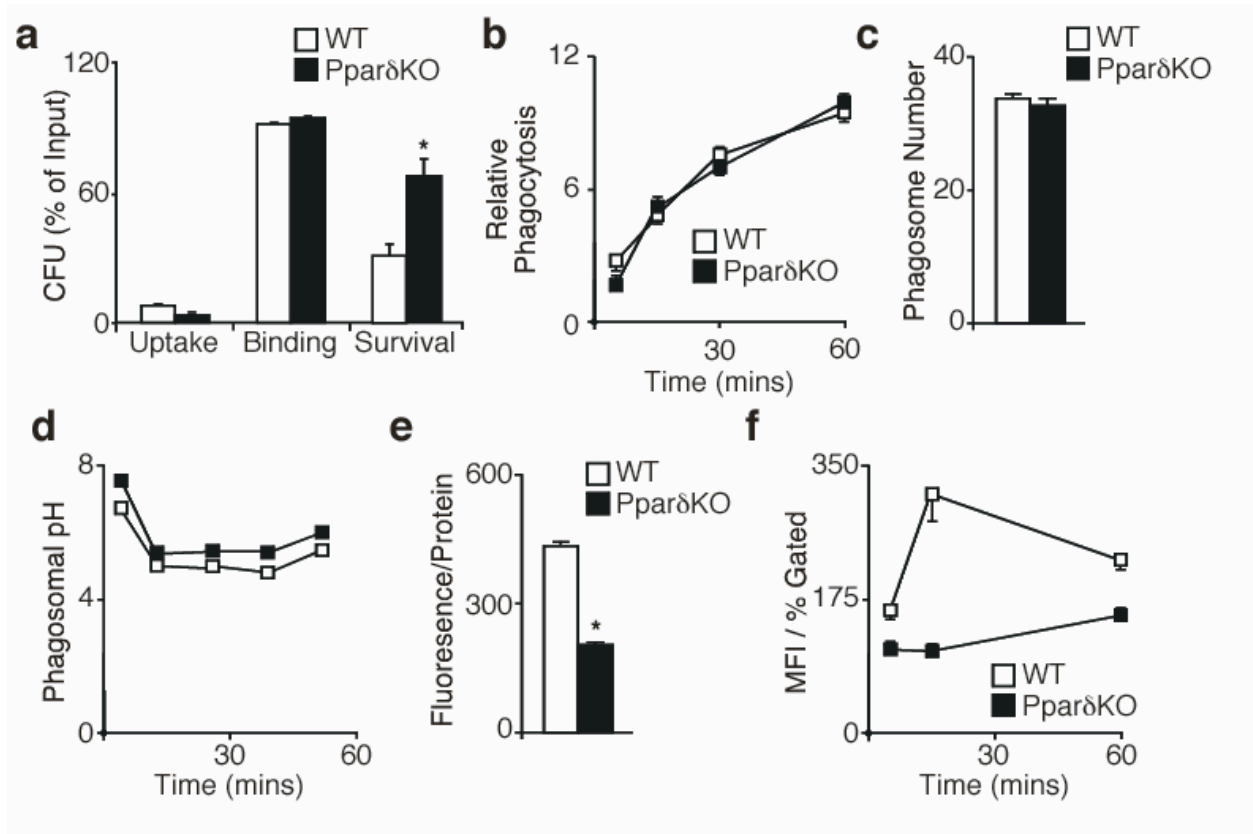 a
WT
PparδKO
120
60
0
CFU (% of Input)
*
Uptake Binding Survival
b
12
6
0
Relative
Phagocytosis
WT
PparδKO
30 60
Time (mins)
c
WT
PparδKO
40
20
0
Phagosome Number
d
8
4
0
Phagosomal pH
30 60
Time (mins)
e
WT
PparδKO
600
300
0
Fluoresence/Protein
*
f
350
175
0
MFI / % Gated
WT
PparδKO
30 60
Time (mins)